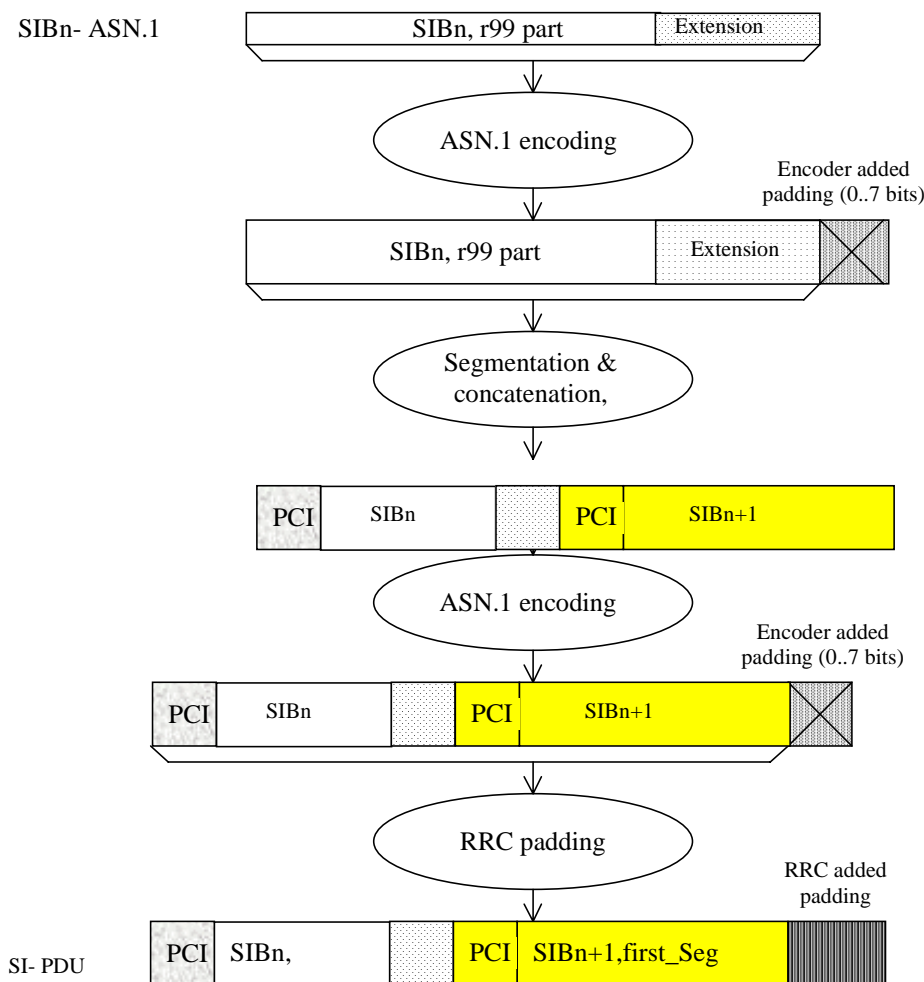 SIBn- ASN.1
SIBn, r99 part
Extension
ASN.1 encoding
Encoder added
padding (0..7 bits)
SIBn, r99 part
Extension
Segmentation &
concatenation,
PCI
SIBn
PCI
SIBn+1
ASN.1 encoding
Encoder added
padding (0..7 bits)
PCI
SIBn
PCI
SIBn+1
RRC padding
RRC added
padding
SI- PDU
PCI
SIBn,
PCI
SIBn+1,first_Seg